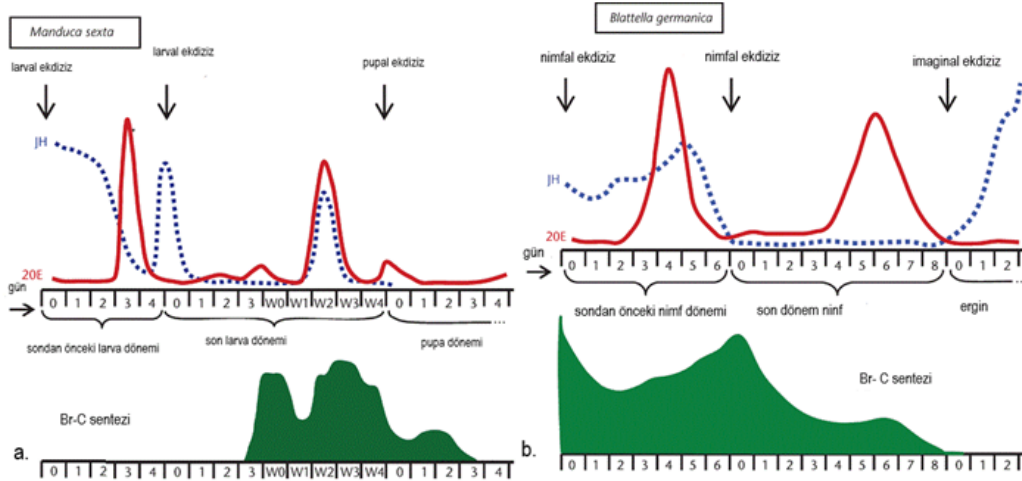 Manduca sexta
larval ekdiziz
larval ekdiziz
pupal ekdiziz
JH
20E
gün
0 1 2 3 4 0 1 2 3 W0 W1 W2 W3 W4 0 1 2 3 4
sondan önceki larva dönemi
son larva dönemi
pupa dönemi
...
Br-C sentezi
a.
0 1 2 3 4 0 1 2 3 W0 W1 W2 W3 W4 0 1 2 3 4
Blattella germanica
nimfal ekdiziz
nimfal ekdiziz
imaginal ekdiziz
JH
20E
gün
0 1 2 3 4 5 6 0 1 2 3 4 5 6 7 8 0 1 2
sondan önceki nimf dönemi
son dönem ninf
ergin
...
Br- C sentezi
b.
0 1 2 3 4 5 6 0 1 2 3 4 5 6 7 8 0 1 2